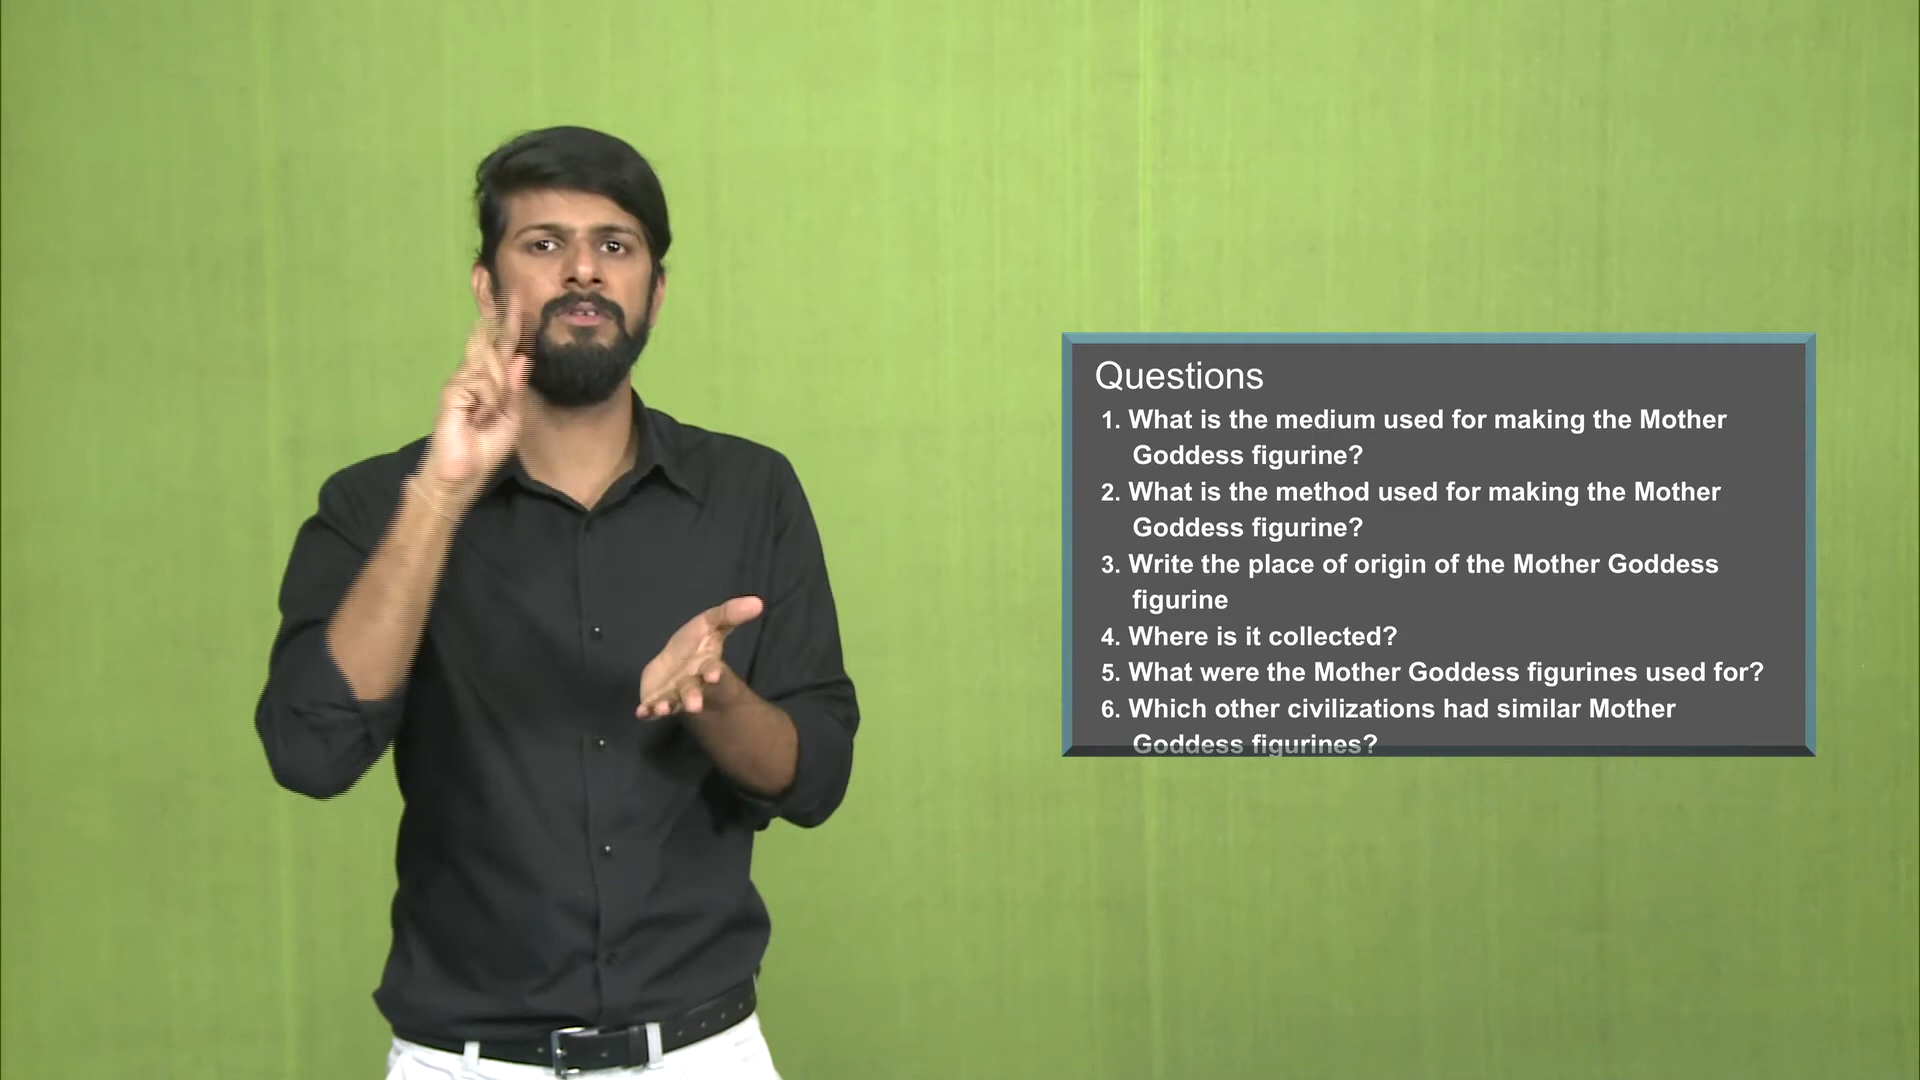 Questions
1. What is the medium used for making the Mother
Goddess figurine?
2. What is the method used for making the Mother
Goddess figurine?
3. Write the place of origin of the Mother Goddess
figurine
4. Where is it collected?
5. What were the Mother Goddess figurines used for?
6. Which other civilizations had similar Mother
Goddess figurines?